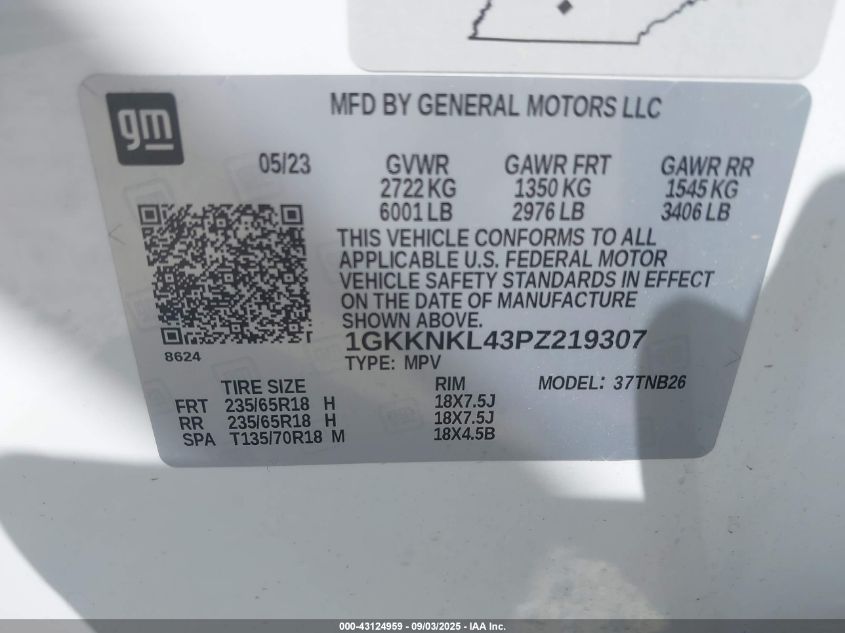 gm
MFD BY GENERAL MOTORS LLC
05/23 GVWR GAWR FRT GAWR RR
2722 KG 1350 KG 1545 KG
6001 LB 2976 LB 3406 LB
THIS VEHICLE CONFORMS TO ALL
APPLICABLE U.S. FEDERAL MOTOR
VEHICLE SAFETY STANDARDS IN EFFECT
ON THE DATE OF MANUFACTURE
SHOWN ABOVE.
1GKKNKL43PZ219307
8624
TYPE: MPV
TIRE SIZE RIM MODEL: 37TNB26
FRT 235/65R18 H 18X7.5J
RR 235/65R18 H 18X7.5J
SPA T135/70R18 M 18X4.5B
000-43124959 - 09/03/2025 - IAA Inc.